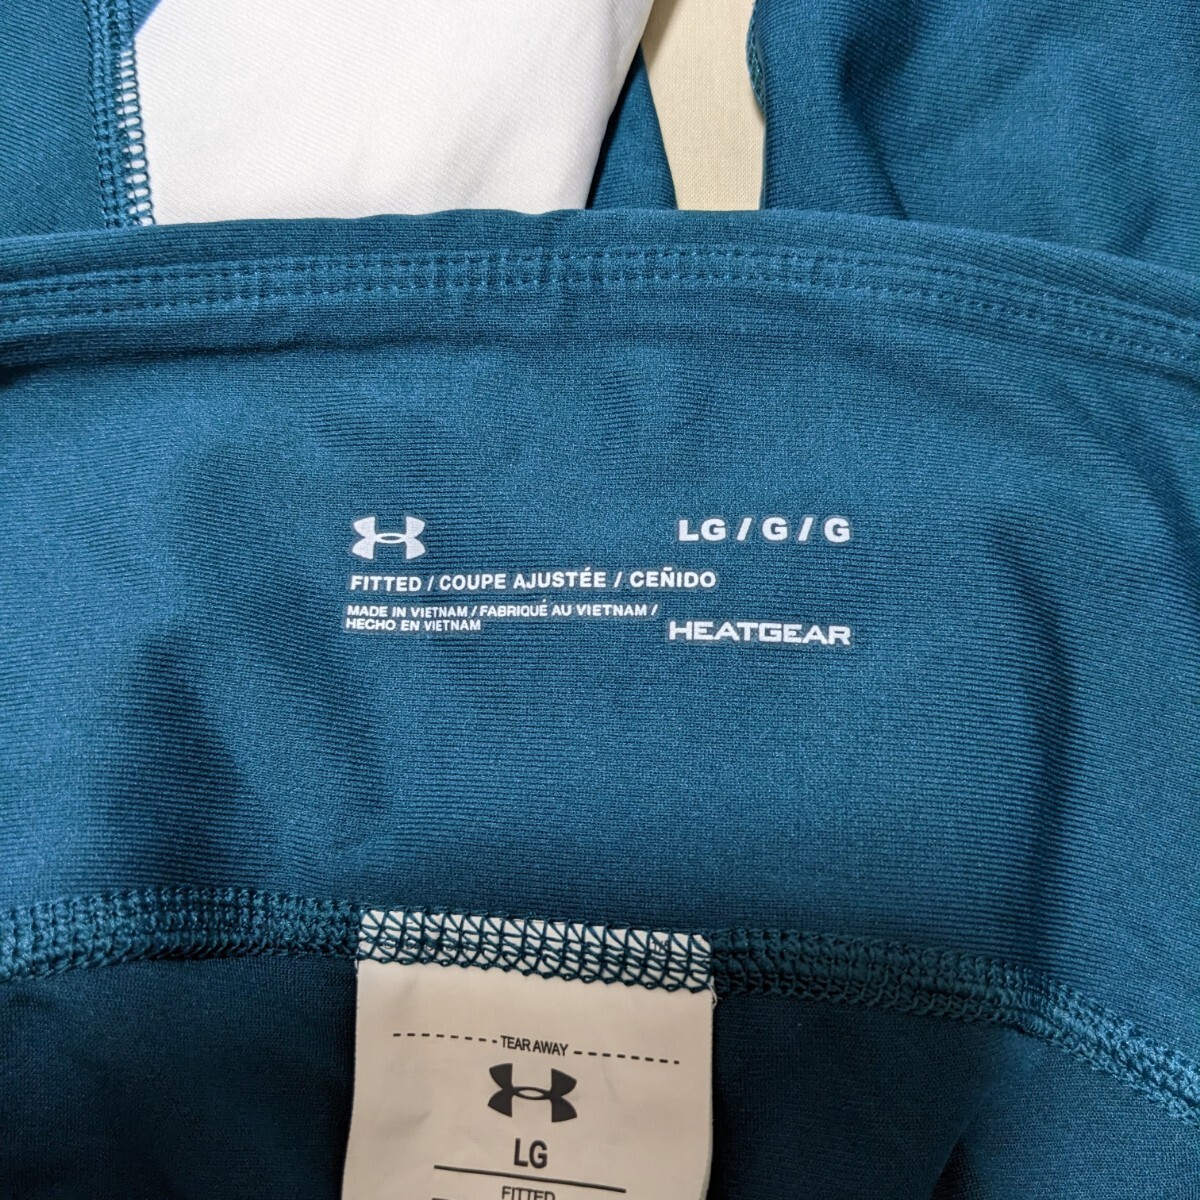 LG / G / G
FITTED / COUPE AJUSTÉE / CEÑIDO
MADE IN VIETNAM / FABRIQUÉ AU VIETNAM /
HECHO EN VIETNAM
HEATGEAR
TEAR AWAY
LG
FITTED